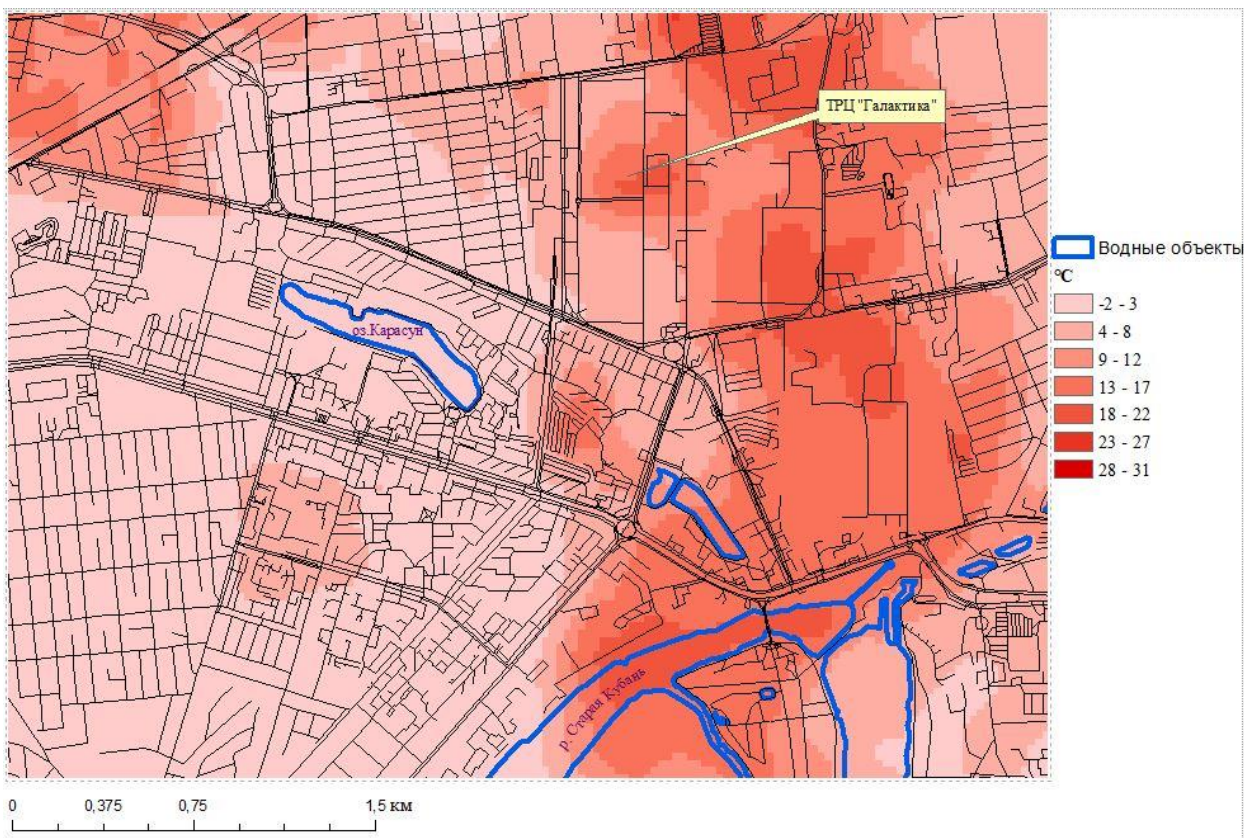 ТРЦ "Галактика"
оз.Карасун
р. Старая Кубань
Водные объекты
°C
-2 - 3
4 - 8
9 - 12
13 - 17
18 - 22
23 - 27
28 - 31
0 0,375 0,75 1,5 км